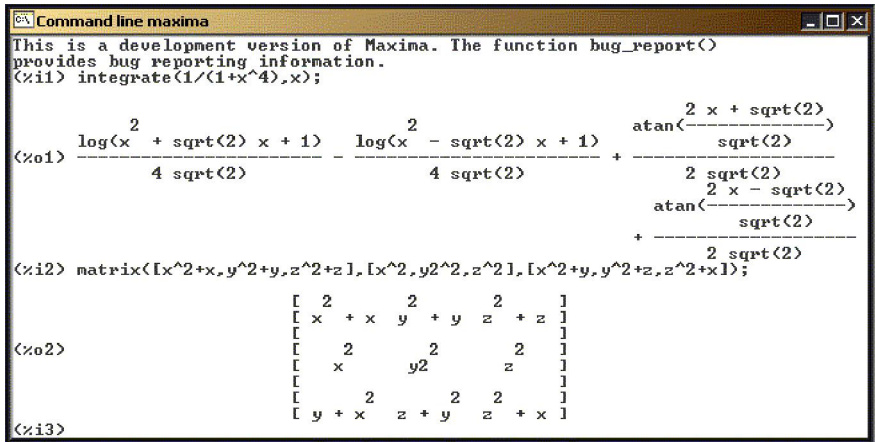 Command line maxima
This is a development version of Maxima. The function bug_report()
provides bug reporting information.
(%i1) integrate(1/(1+x^4),x);
                                                           2 x + sqrt(2)
           2                        2                 atan(-------------)
      log(x  + sqrt(2) x + 1)   log(x  - sqrt(2) x + 1)       sqrt(2)
(%o1) ----------------------- - ----------------------- + -------------------
             4 sqrt(2)                 4 sqrt(2)              2 sqrt(2)
                                                             2 x - sqrt(2)
                                                        atan(-------------)
                                                                sqrt(2)
                                                      + -------------------
                                                             2 sqrt(2)
(%i2) matrix([x^2+x,y^2+y,z^2+z],[x^2,y2^2,z^2],[x^2+y,y^2+z,z^2+x]);
                          [  2       2       2     ]
                          [ x  + x  y  + y  z  + z ]
                          [                        ]
(%o2)                     [    2       2       2   ]
                          [   x      y2       z    ]
                          [                        ]
                          [      2       2   2     ]
                          [ y + x   z + y   z  + x ]
(%i3)